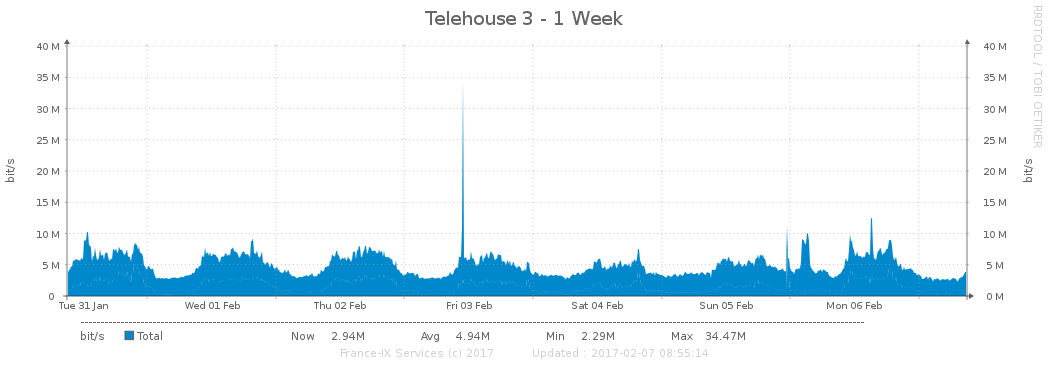 Telehouse 3 - 1 Week
RRDTOOL / TOBI OETIKER
40 M 40 M
35 M 35 M
30 M 30 M
25 M 25 M
20 M 20 M
15 M 15 M
10 M 10 M
5 M 5 M
0 0 M
bit/s bit/s
Tue 31 Jan Wed 01 Feb Thu 02 Feb Fri 03 Feb Sat 04 Feb Sun 05 Feb Mon 06 Feb
bit/s Total Now 2.94M Avg 4.94M Min 2.29M Max 34.47M
France-IX Services (c) 2017 Updated : 2017-02-07 08:55:14